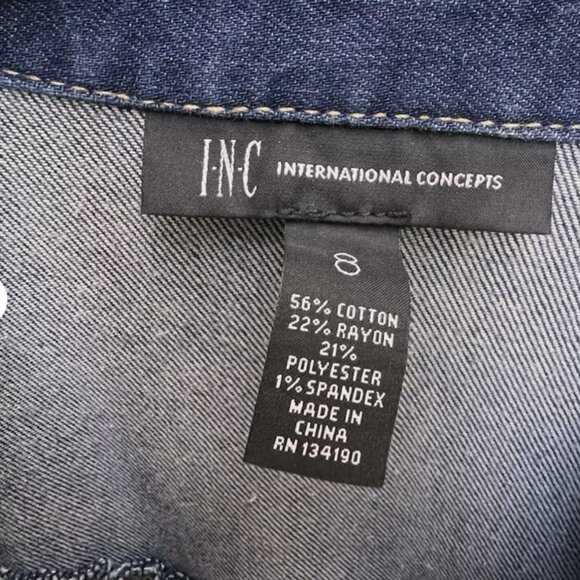 I·N·C INTERNATIONAL CONCEPTS
8
56% COTTON
22% RAYON
21%
POLYESTER
1% SPANDEX
MADE IN
CHINA
RN 134190